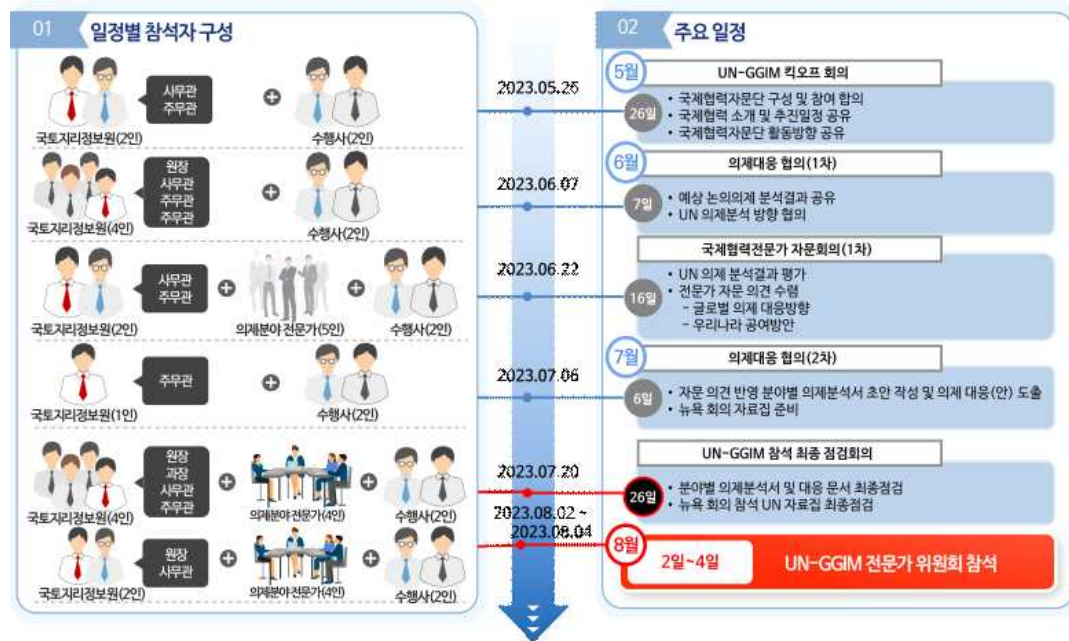 01 일정별 참석자 구성
사무관
주무관
국토지리정보원(2인)
수행사(2인)
원장
사무관
주무관
주무관
국토지리정보원(4인)
수행사(2인)
사무관
주무관
국토지리정보원(2인)
의제분야 전문가(5인)
수행사(2인)
주무관
국토지리정보원(1인)
수행사(2인)
원장
과장
사무관
주무관
국토지리정보원(4인)
의제분야 전문가(4인)
수행사(2인)
원장
사무관
국토지리정보원(2인)
의제분야 전문가(4인)
수행사(2인)
2023.05.26
2023.06.07
2023.06.22
2023.07.06
2023.07.20
2023.08.02 ~
2023.08.04
02 주요 일정
5월
UN-GGIM 킥오프 회의
26일
• 국제협력자문단 구성 및 참여 합의
• 국제협력 소개 및 추진일정 공유
• 국제협력자문단 활동방향 공유
6월
의제대응 협의(1차)
7일
• 예상 논의의제 분석결과 공유
• UN 의제분석 방향 협의
국제협력전문가 자문회의(1차)
16일
• UN 의제 분석결과 평가
• 전문가 자문 의견 수렴
- 글로벌 의제 대응방향
- 우리나라 공여방안
7월
의제대응 협의(2차)
6일
• 자문 의견 반영 분야별 의제분석서 초안 작성 및 의제 대응(안) 도출
• 뉴욕 회의 자료집 준비
UN-GGIM 참석 최종 점검회의
26일
• 분야별 의제분석서 및 대응 문서 최종점검
• 뉴욕 회의 참석 UN 자료집 최종점검
8월
2일~4일
UN-GGIM 전문가 위원회 참석